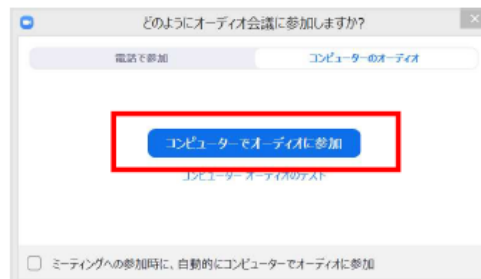 どのようにオーディオ会議に参加しますか?
電話で参加
コンピューターのオーディオ
コンピューターでオーディオに参加
コンピューター オーディオのテスト
ミーティングへの参加時に、自動的にコンピューターでオーディオに参加